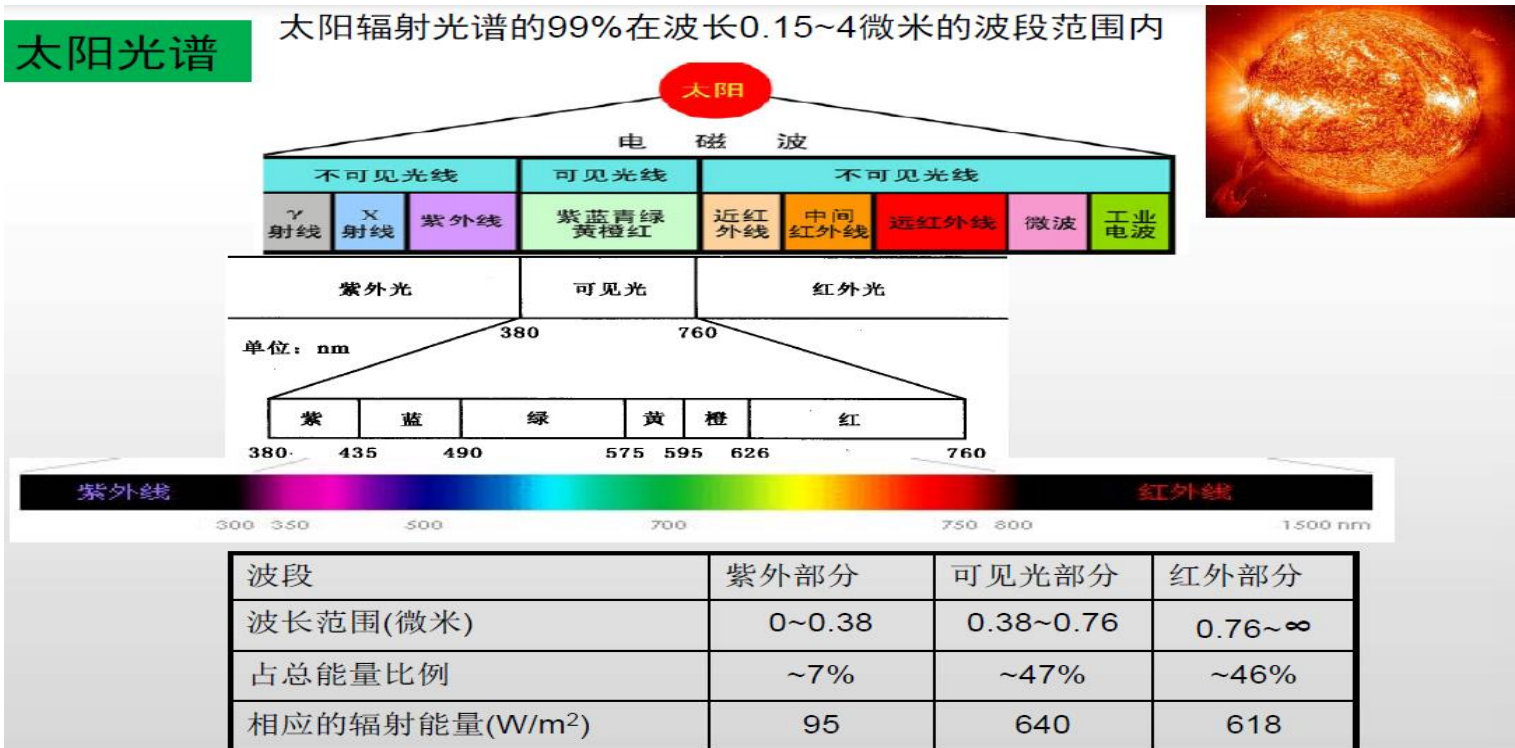 太阳光谱
太阳辐射光谱的99%在波长0.15~4微米的波段范围内
太阳
电 磁 波
不可见光线 可见光线 不可见光线
γ射线 X射线 紫外线 紫蓝青绿黄橙红 近红外线 中间红外线 远红外线 微波 工业电波
紫外光 可见光 红外光
380 760
单位：nm
紫 蓝 绿 黄 橙 红
380 435 490 575 595 626 760
紫外线 红外线
300 350 500 700 750 800 1500 nm
波段 紫外部分 可见光部分 红外部分
波长范围(微米) 0~0.38 0.38~0.76 0.76~∞
占总能量比例 ~7% ~47% ~46%
相应的辐射能量(W/m²) 95 640 618